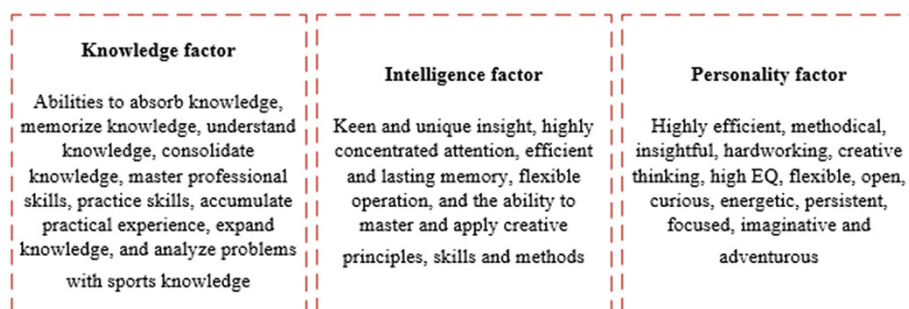 Knowledge factor
Abilities to absorb knowledge,
memorize knowledge, understand
knowledge, consolidate
knowledge, master professional
skills, practice skills, accumulate
practical experience, expand
knowledge, and analyze problems
with sports knowledge
Intelligence factor
Keen and unique insight, highly
concentrated attention, efficient
and lasting memory, flexible
operation, and the ability to
master and apply creative
principles, skills and methods
Personality factor
Highly efficient, methodical,
insightful, hardworking, creative
thinking, high EQ, flexible, open,
curious, energetic, persistent,
focused, imaginative and
adventurous